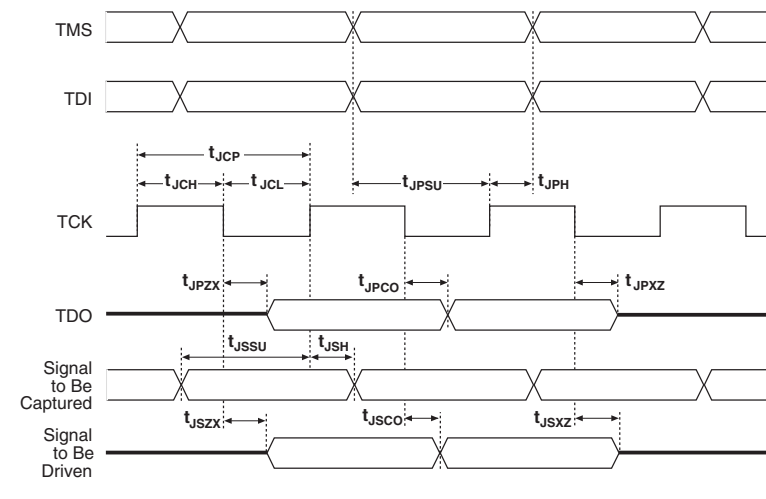 TMS
TDI
tJCP
tJCH
tJCL
tJPSU
tJPH
TCK
tJPZX
tJPCO
tJPXZ
TDO
tJSSU
tJSH
Signal
to Be
Captured
tJSZX
tJSCO
tJSXZ
Signal
to Be
Driven